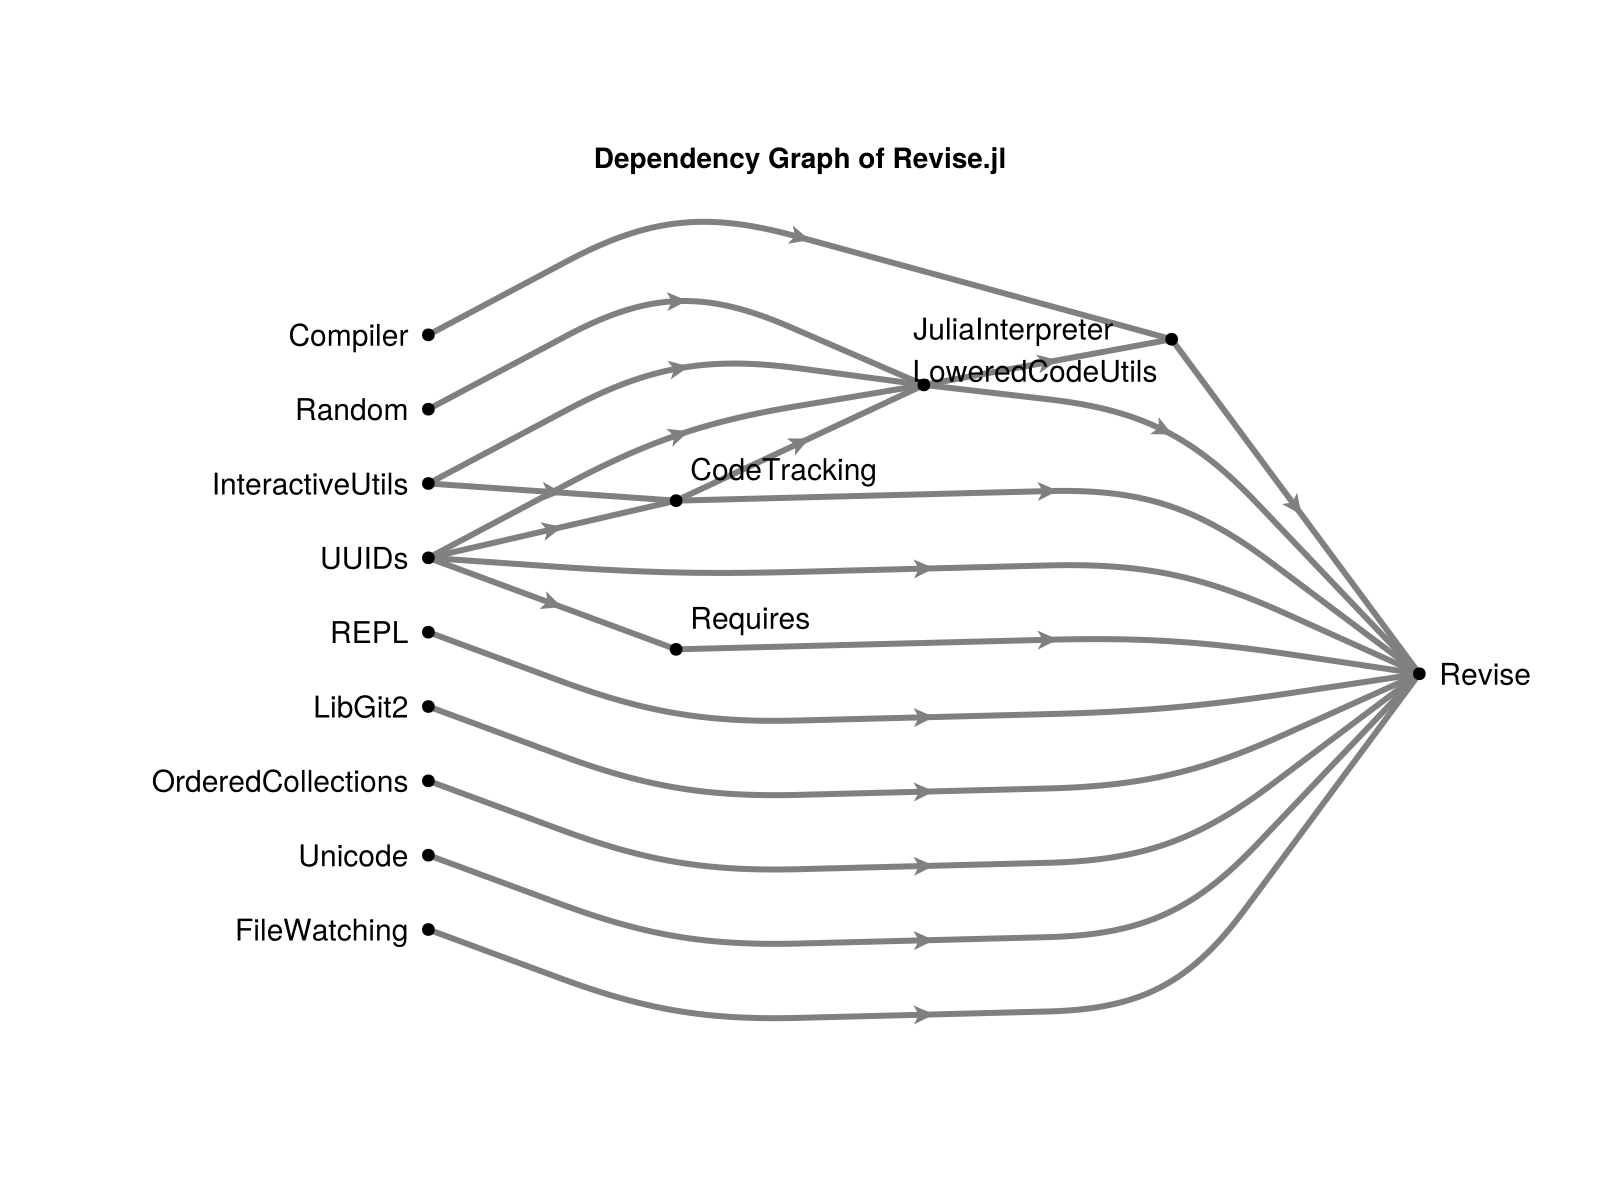 Dependency Graph of Revise.jl
Compiler
JuliaInterpreter
LoweredCodeUtils
Random
CodeTracking
InteractiveUtils
UUIDs
Requires
REPL
Revise
LibGit2
OrderedCollections
Unicode
FileWatching